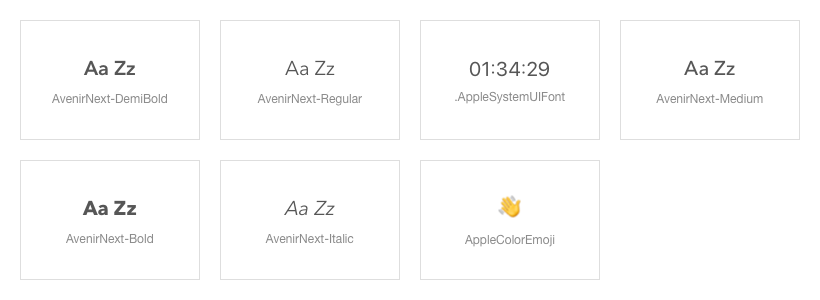 Aa Zz
AvenirNext-DemiBold
Aa Zz
AvenirNext-Regular
01:34:29
.AppleSystemUIFont
Aa Zz
AvenirNext-Medium
Aa Zz
AvenirNext-Bold
Aa Zz
AvenirNext-Italic
👋
AppleColorEmoji